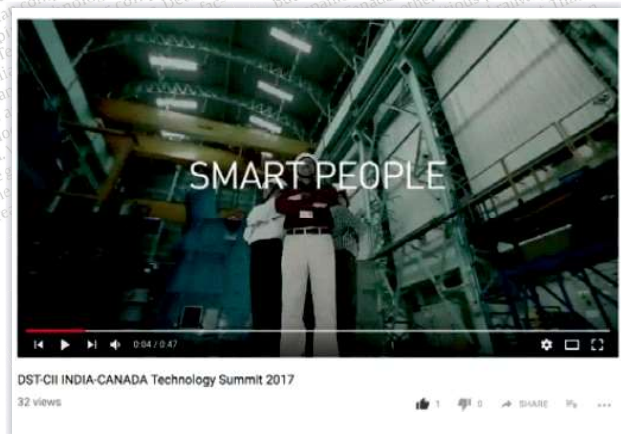 SMART PEOPLE
0:04 / 0:47
DST-CII INDIA-CANADA Technology Summit 2017
32 views
1
0
SHARE